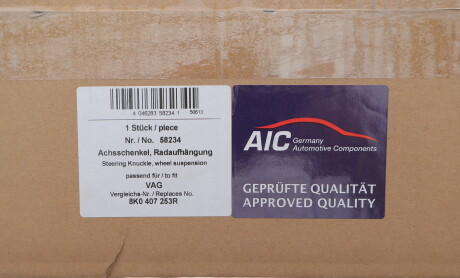 4 046283 58234 1
50613
1 Stück / piece
Nr. / No. 58234
Achsschenkel, Radaufhängung
Steering Knuckle, wheel suspension
passend für / to fit
VAG
Vergleichs-Nr. / Replaces No.
8K0 407 253R
AIC Germany
Automotive Components
GEPRÜFTE QUALITÄT
APPROVED QUALITY